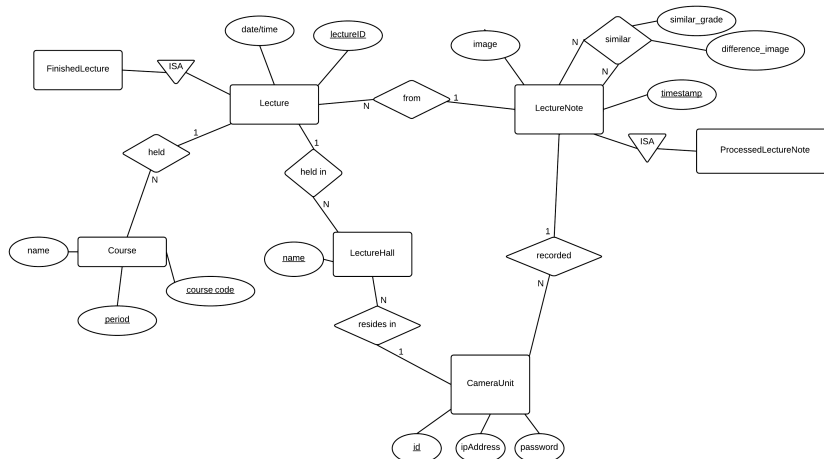 similar_grade
date/time
lectureID
similar
image
N
difference_image
FinishedLecture
ISA
N
timestamp
Lecture
from
1
N
LectureNote
1
ISA
ProcessedLectureNote
held
1
held in
N
N
name
Course
name
LectureHall
1
recorded
course code
N
N
period
resides in
1
CameraUnit
id
ipAddress
password